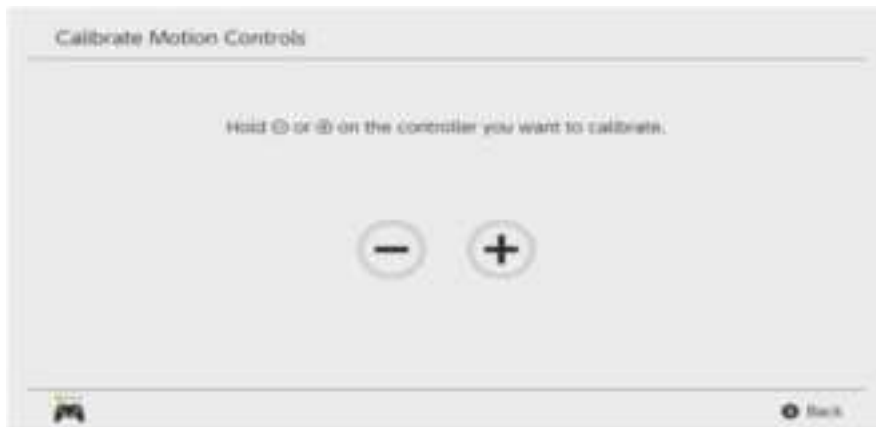 Calibrate Motion Controls
Hold ⊖ or ⊕ on the controller you want to calibrate.
Back